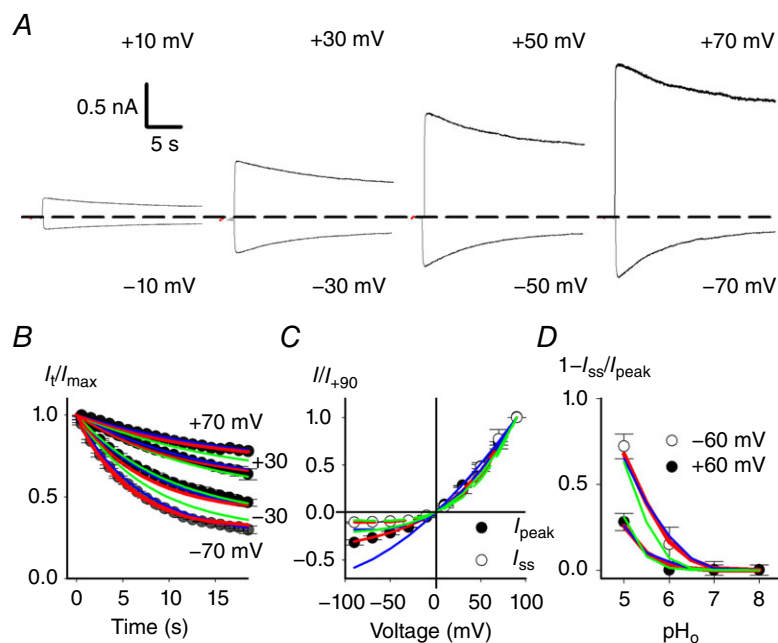 A
+10 mV +30 mV +50 mV +70 mV
0.5 nA
5 s
−10 mV −30 mV −50 mV −70 mV
B
It/Imax
1.0
0.5
0.0
+70 mV
+30
−30
−70 mV
0 5 10 15
Time (s)
C
I/I+90
1.0
0.5
0.0
−0.5
Ipeak
Iss
−100 −50 0 50 100
Voltage (mV)
D
1−Iss/Ipeak
1.0
0.5
0.0
−60 mV
+60 mV
5 6 7 8
pHo